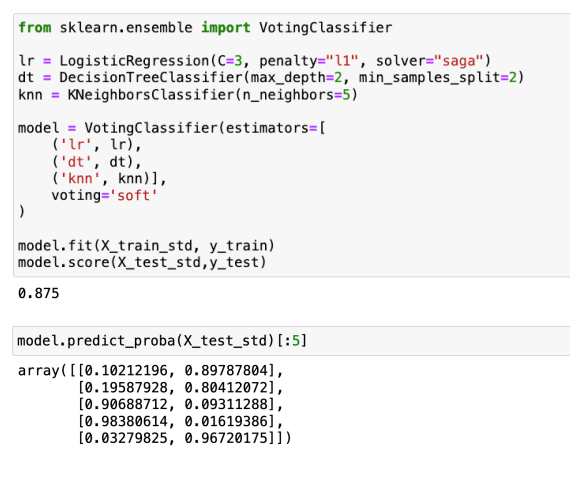 from sklearn.ensemble import VotingClassifier
lr = LogisticRegression(C=3, penalty="l1", solver="saga")
dt = DecisionTreeClassifier(max_depth=2, min_samples_split=2)
knn = KNeighborsClassifier(n_neighbors=5)
model = VotingClassifier(estimators=[
    ('lr', lr),
    ('dt', dt),
    ('knn', knn)],
    voting='soft'
)
model.fit(X_train_std, y_train)
model.score(X_test_std,y_test)
0.875
model.predict_proba(X_test_std)[:5]
array([[0.10212196, 0.89787804],
       [0.19587928, 0.80412072],
       [0.90688712, 0.09311288],
       [0.98380614, 0.01619386],
       [0.03279825, 0.96720175]])